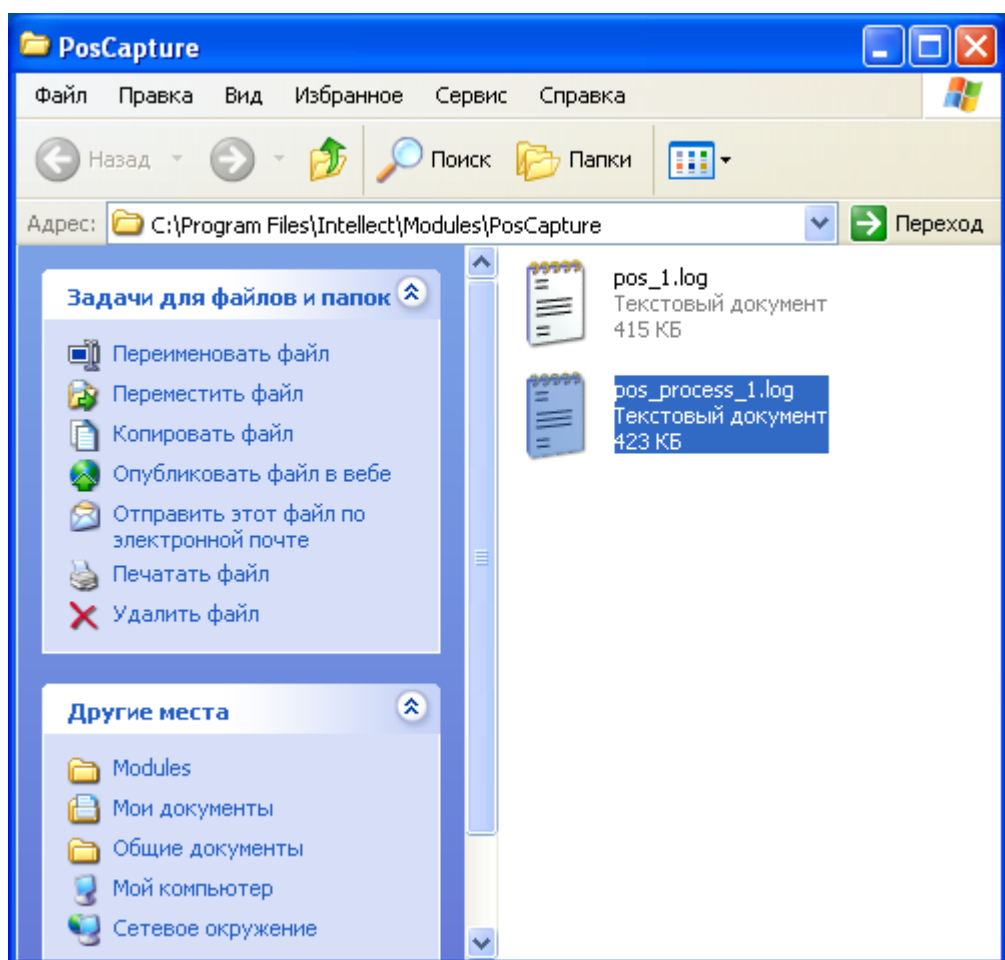 PosCapture
Файл Правка Вид Избранное Сервис Справка
Назад Поиск Папки
Адрес: C:\Program Files\Intellect\Modules\PosCapture Переход
Задачи для файлов и папок
Переименовать файл
Переместить файл
Копировать файл
Опубликовать файл в вебе
Отправить этот файл по
электронной почте
Печатать файл
Удалить файл
Другие места
Modules
Мои документы
Общие документы
Мой компьютер
Сетевое окружение
pos_1.log
Текстовый документ
415 КБ
pos_process_1.log
Текстовый документ
423 КБ